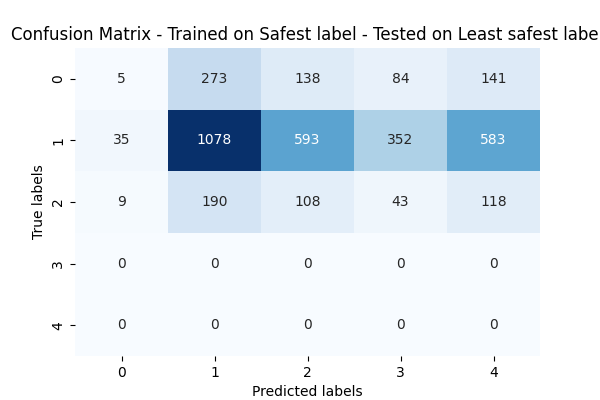 Confusion Matrix - Trained on Safest label - Tested on Least safest labe
0 5 273 138 84 141
1 35 1078 593 352 583
2 9 190 108 43 118
3 0 0 0 0 0
4 0 0 0 0 0
True labels
0 1 2 3 4
Predicted labels